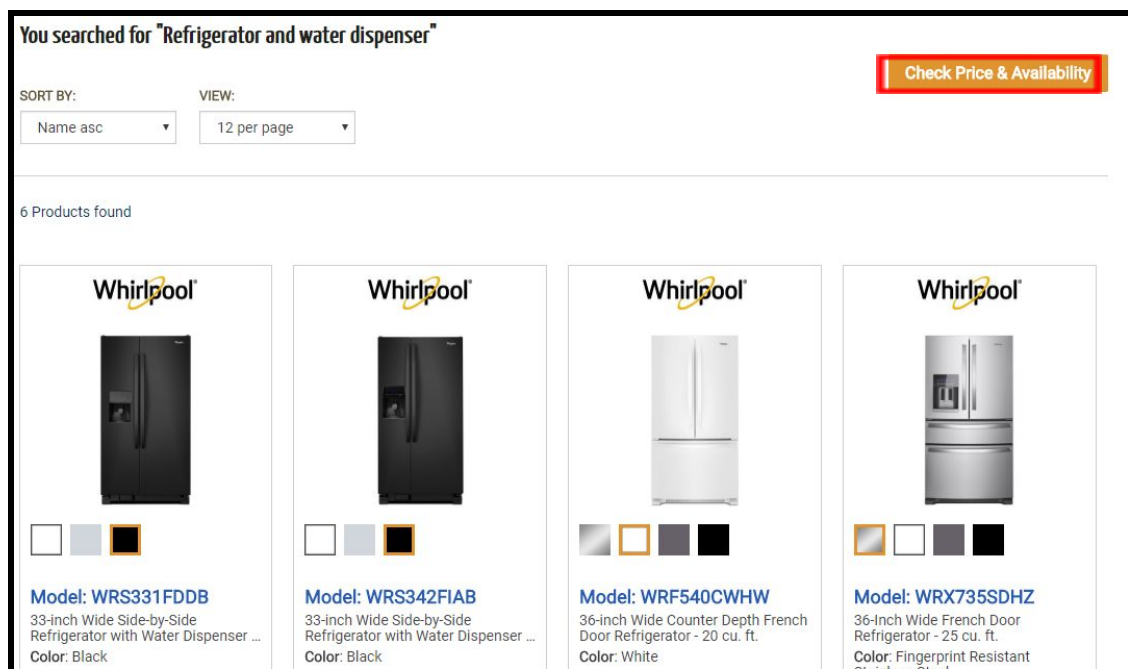 You searched for "Refrigerator and water dispenser"
Check Price & Availability
SORT BY:
VIEW:
Name asc
12 per page
6 Products found
Whirlpool
Whirlpool
Whirlpool
Whirlpool
Model: WRS331FDDB
33-inch Wide Side-by-Side
Refrigerator with Water Dispenser ...
Color: Black
Model: WRS342FIAB
33-inch Wide Side-by-Side
Refrigerator with Water Dispenser ...
Color: Black
Model: WRF540CWHW
36-inch Wide Counter Depth French
Door Refrigerator - 20 cu. ft.
Color: White
Model: WRX735SDHZ
36-Inch Wide French Door
Refrigerator - 25 cu. ft.
Color: Fingerprint Resistant